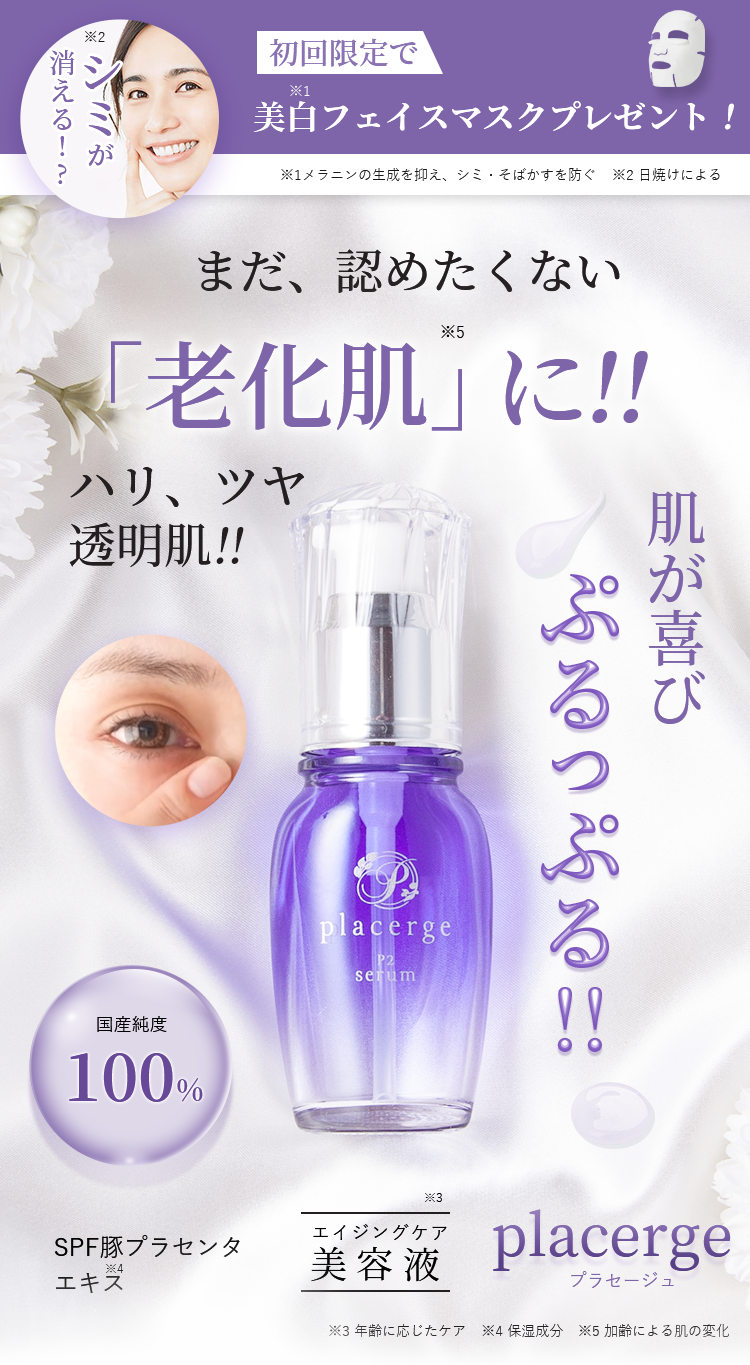 ※2
シミが
消える！？
初回限定で
※1
美白フェイスマスクプレゼント！
※1メラニンの生成を抑え、シミ・そばかすを防ぐ　※2 日焼けによる
まだ、認めたくない
※5
「老化肌」に!!
ハリ、ツヤ
透明肌!!
肌が喜び
ぷるっぷる!!
P
placerge
P2
serum
国産純度
100%
SPF豚プラセンタ
エキス
※4
※3
エイジングケア
美容液
placerge
プラセージュ
※3 年齢に応じたケア　※4 保湿成分　※5 加齢による肌の変化